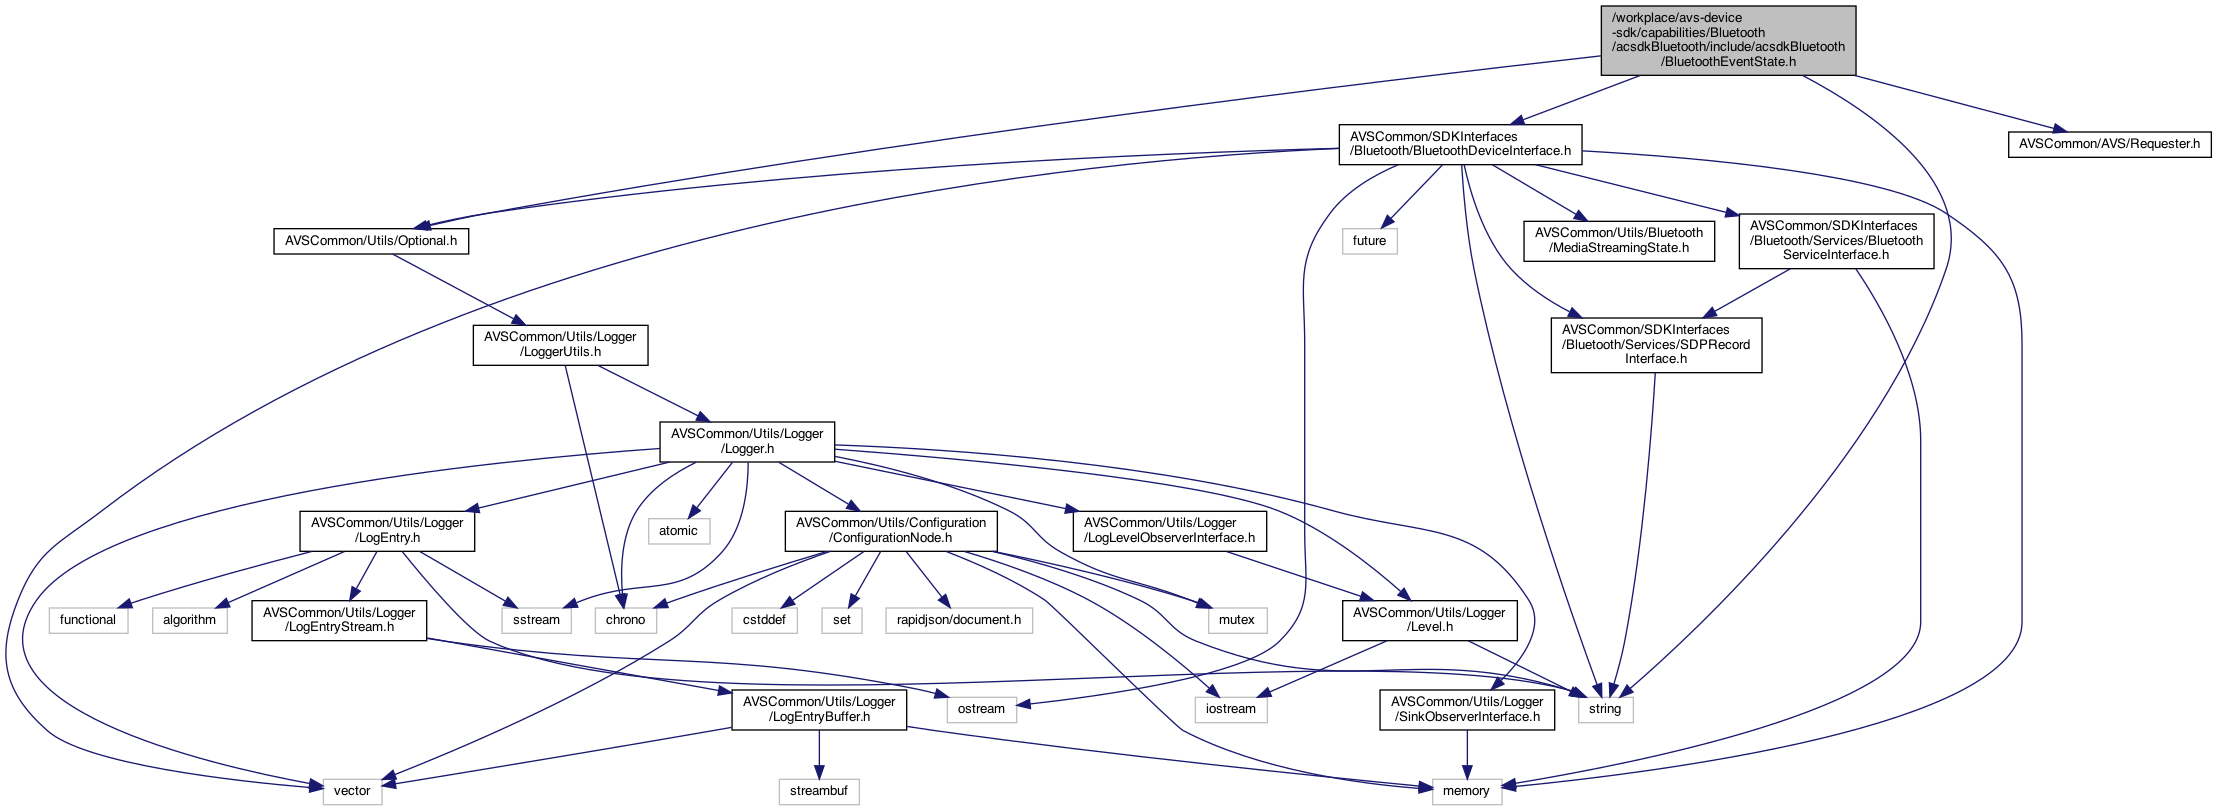 /workplace/avs-device
-sdk/capabilities/Bluetooth
/acsdkBluetooth/include/acsdkBluetooth
/BluetoothEventState.h
AVSCommon/SDKInterfaces
/Bluetooth/BluetoothDeviceInterface.h
AVSCommon/AVS/Requester.h
AVSCommon/Utils/Optional.h
future
AVSCommon/Utils/Bluetooth
/MediaStreamingState.h
AVSCommon/SDKInterfaces
/Bluetooth/Services/Bluetooth
ServiceInterface.h
AVSCommon/Utils/Logger
/LoggerUtils.h
AVSCommon/SDKInterfaces
/Bluetooth/Services/SDPRecord
Interface.h
AVSCommon/Utils/Logger
/Logger.h
AVSCommon/Utils/Logger
/LogEntry.h
atomic
AVSCommon/Utils/Configuration
/ConfigurationNode.h
AVSCommon/Utils/Logger
/LogLevelObserverInterface.h
functional
algorithm
AVSCommon/Utils/Logger
/LogEntryStream.h
sstream
chrono
cstddef
set
rapidjson/document.h
mutex
AVSCommon/Utils/Logger
/Level.h
AVSCommon/Utils/Logger
/LogEntryBuffer.h
ostream
iostream
AVSCommon/Utils/Logger
/SinkObserverInterface.h
string
vector
streambuf
memory